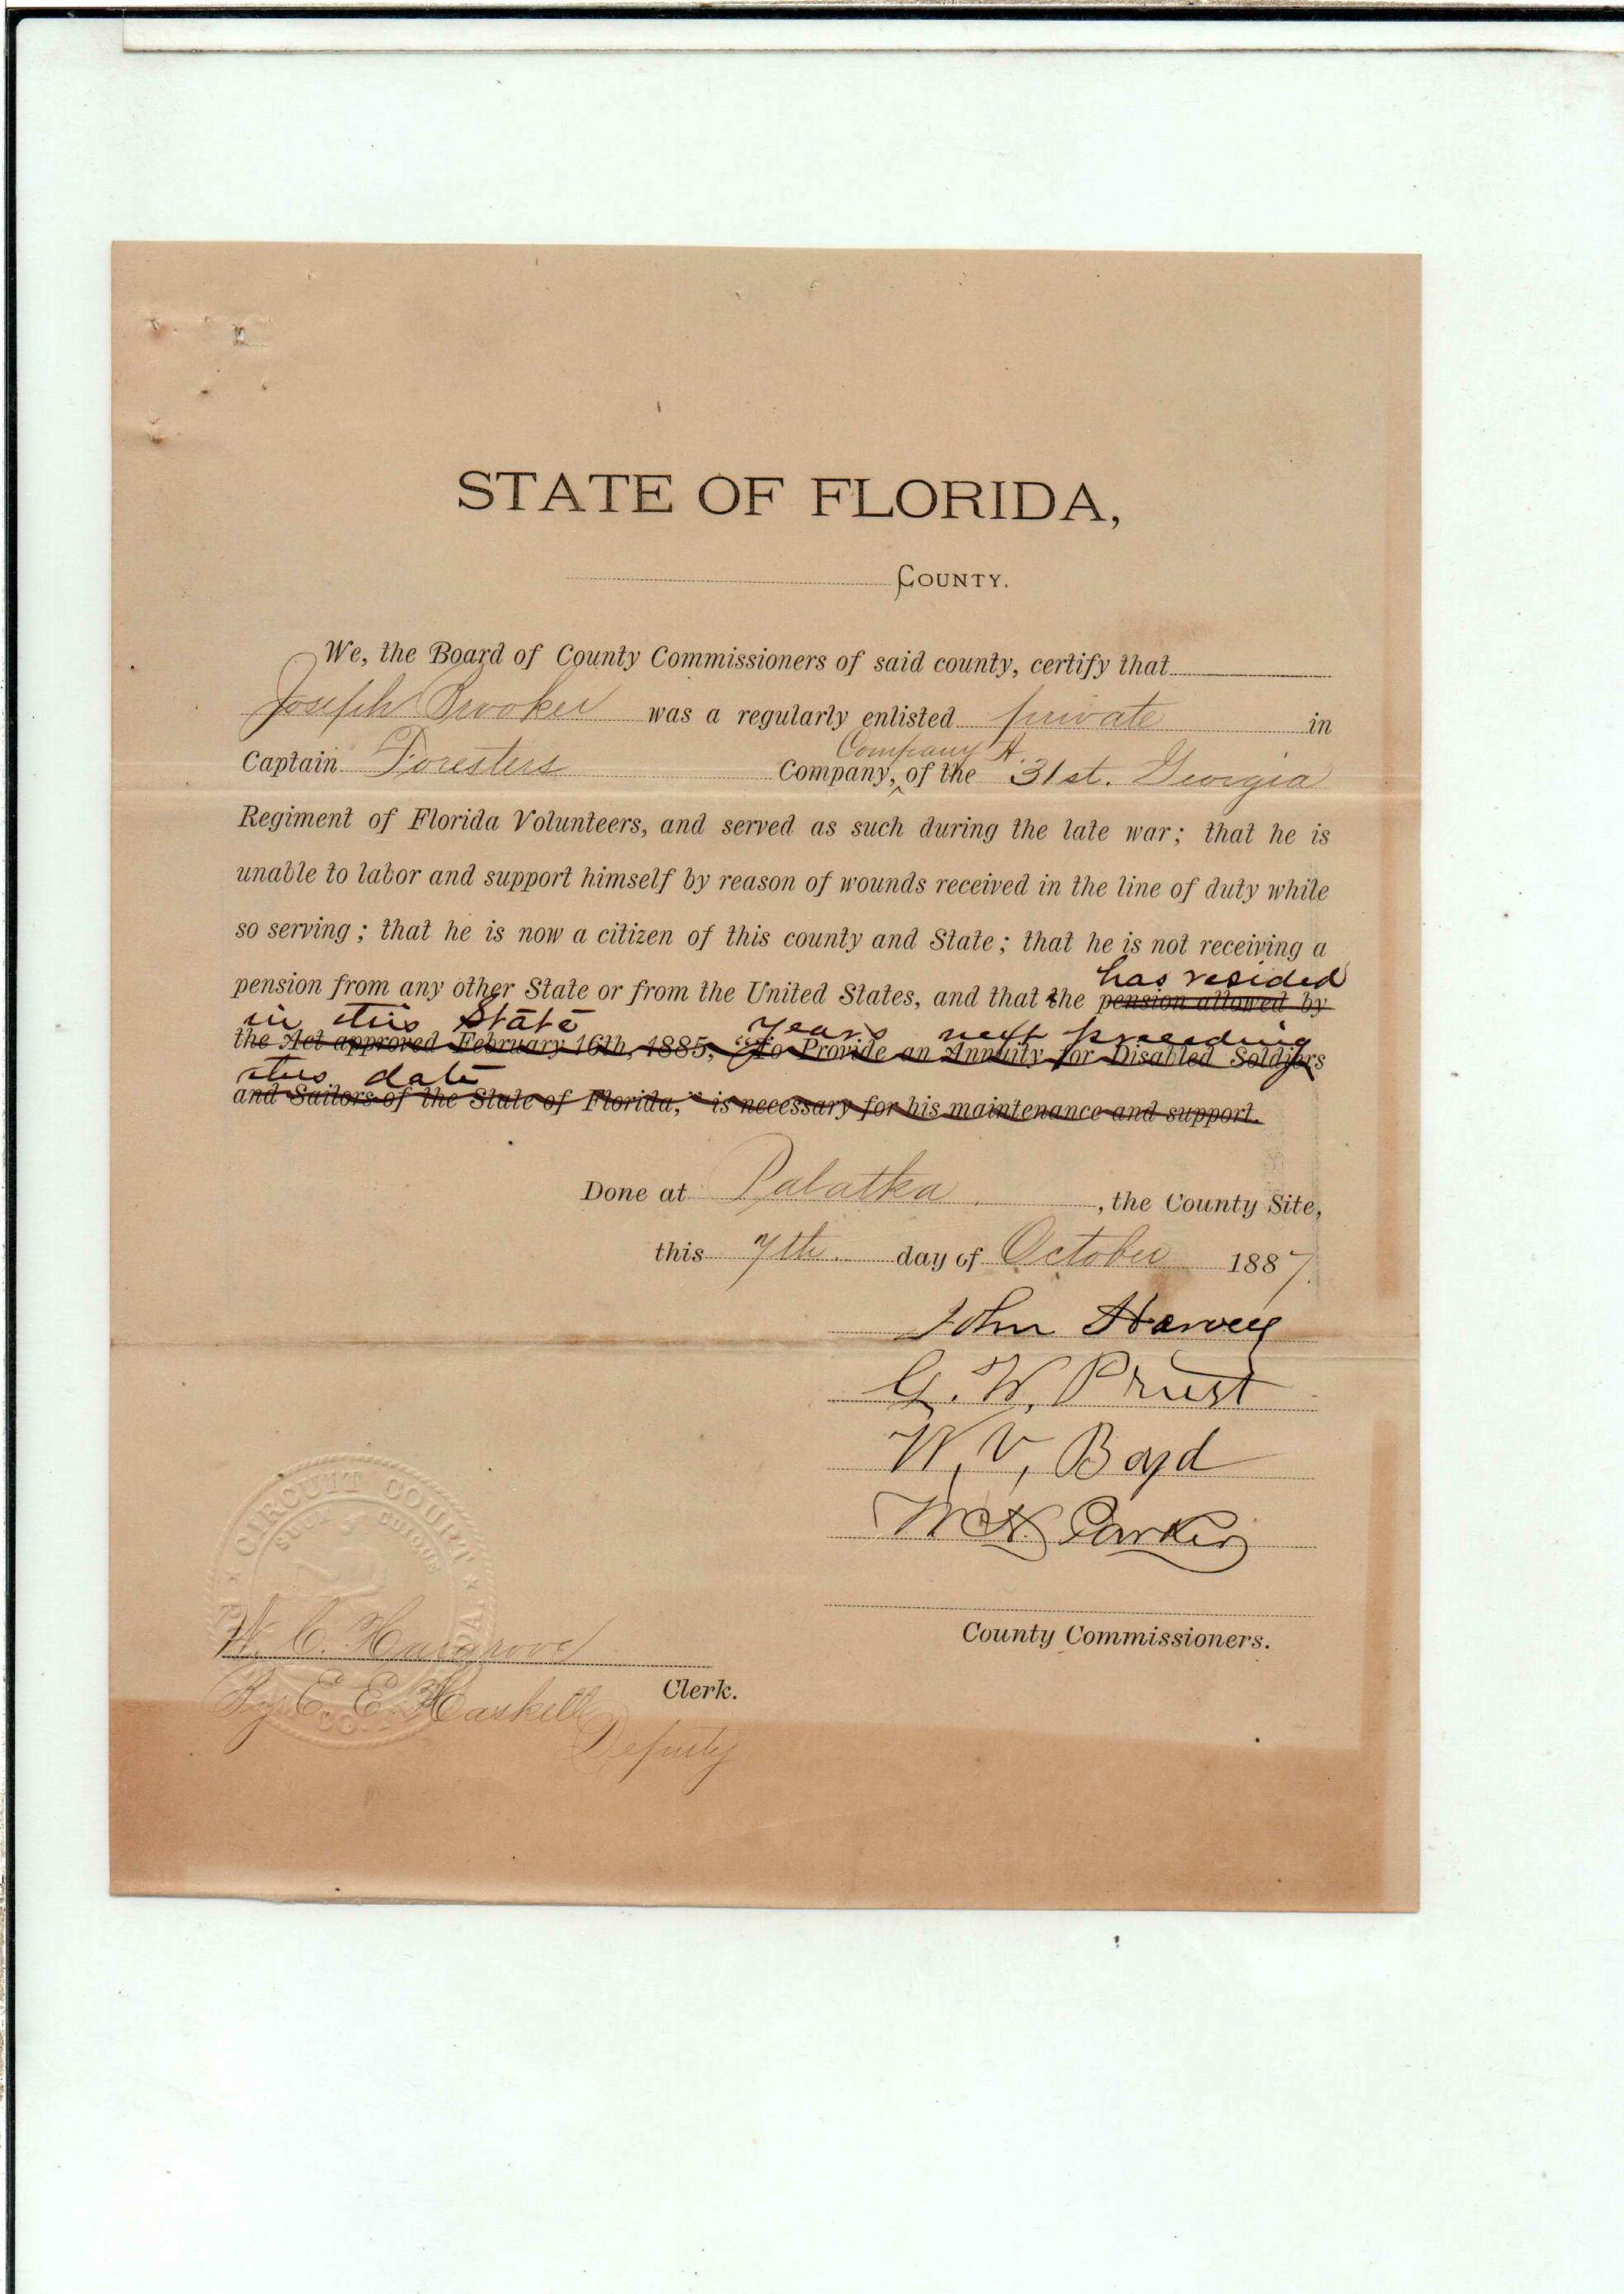 STATE OF FLORIDA,
COUNTY.
We, the Board of County Commissioners of said county, certify that
Joseph Brooker was a regularly enlisted private in
Company H.
Captain Foresters Company, ^ of the 31st. Georgia
Regiment of Florida Volunteers, and served as such during the late war; that he is
unable to labor and support himself by reason of wounds received in the line of duty while
so serving; that he is now a citizen of this county and State; that he is not receiving a
has resided
pension from any other State or from the United States, and that the pension allowed by
in this State years next preceding
the Act approved February 16th, 1885, "To Provide an Annuity for Disabled Soldiers
this date
and Sailors of the State of Florida," is necessary for his maintenance and support.
Done at Palatka, the County Site,
this 7th. day of October 1887.
John Harvey
G. W. Priest
W. V. Boyd
Parker
County Commissioners.
CIRCUIT COURT
SUUM CUIQUE
CO.
W. C. Hargrove
Clerk.
By E. E. Haskell
Deputy